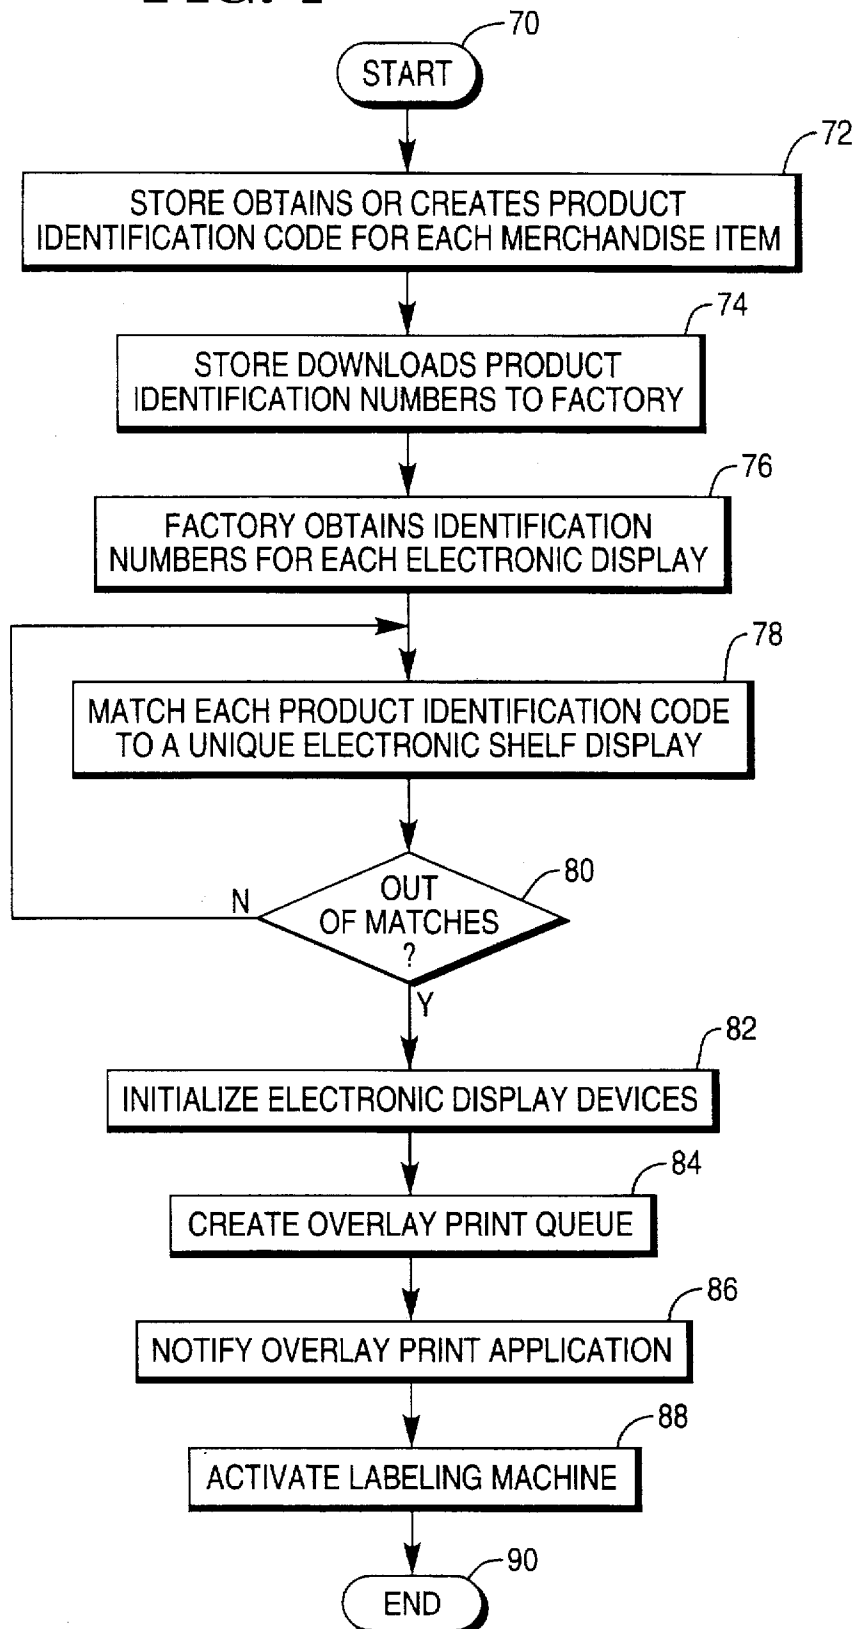 70
START
72
STORE OBTAINS OR CREATES PRODUCT
IDENTIFICATION CODE FOR EACH MERCHANDISE ITEM
74
STORE DOWNLOADS PRODUCT
IDENTIFICATION NUMBERS TO FACTORY
76
FACTORY OBTAINS IDENTIFICATION
NUMBERS FOR EACH ELECTRONIC DISPLAY
78
MATCH EACH PRODUCT IDENTIFICATION CODE
TO A UNIQUE ELECTRONIC SHELF DISPLAY
80
OUT
OF MATCHES
?
N
Y
82
INITIALIZE ELECTRONIC DISPLAY DEVICES
84
CREATE OVERLAY PRINT QUEUE
86
NOTIFY OVERLAY PRINT APPLICATION
88
ACTIVATE LABELING MACHINE
90
END